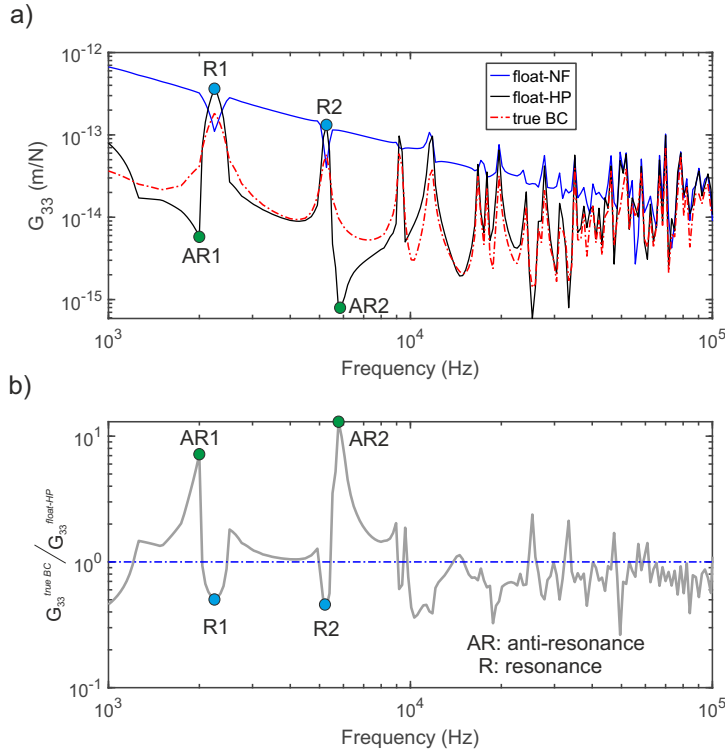 a)
10^-12
10^-13
10^-14
10^-15
G_33 (m/N)
R1
R2
AR1
AR2
float-NF
float-HP
true BC
10^3
10^4
10^5
Frequency (Hz)
b)
10^1
10^0
10^-1
G_33^true BC / G_33^float-HP
AR1
AR2
R1
R2
AR: anti-resonance
R: resonance
10^3
10^4
10^5
Frequency (Hz)